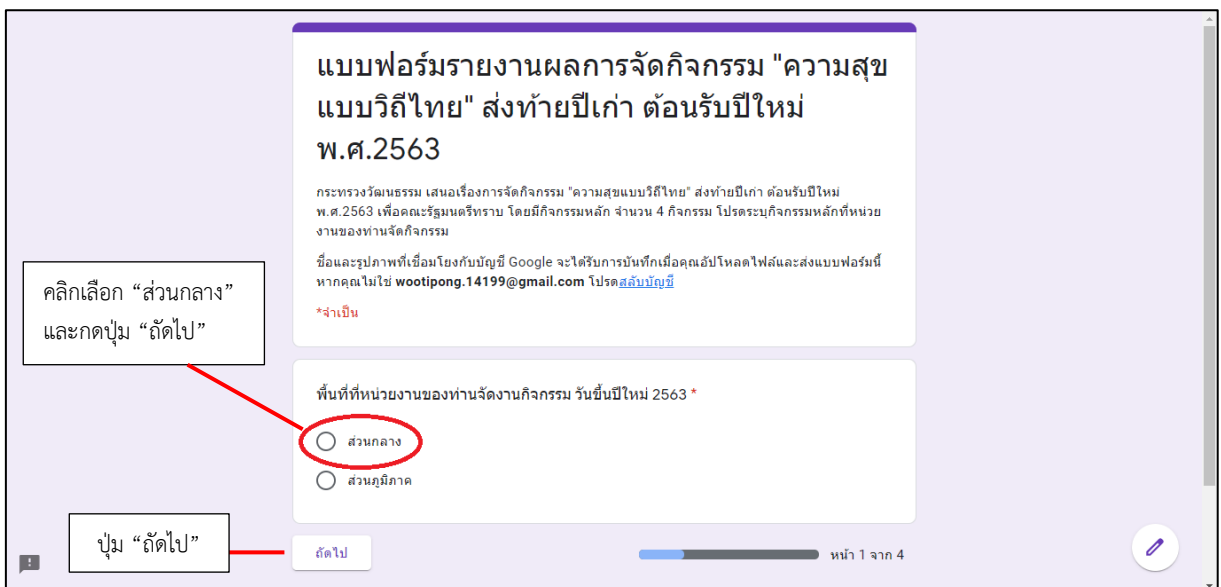 แบบฟอร์มรายงานผลการจัดกิจกรรม "ความสุข
แบบวิถีไทย" ส่งท้ายปีเก่า ต้อนรับปีใหม่
พ.ศ.2563
กระทรวงวัฒนธรรม เสนอเรื่องการจัดกิจกรรม "ความสุขแบบวิถีไทย" ส่งท้ายปีเก่า ต้อนรับปีใหม่
พ.ศ.2563 เพื่อคณะรัฐมนตรีทราบ โดยมีกิจกรรมหลัก จำนวน 4 กิจกรรม โปรดระบุกิจกรรมหลักที่หน่วย
งานของท่านจัดกิจกรรม
ชื่อและรูปภาพที่เชื่อมโยงกับบัญชี Google จะได้รับการบันทึกเมื่อคุณอัปโหลดไฟล์และส่งแบบฟอร์มนี้
หากคุณไม่ใช่ wootipong.14199@gmail.com โปรดสลับบัญชี
*จำเป็น
คลิกเลือก “ส่วนกลาง”
และกดปุ่ม “ถัดไป”
พื้นที่ที่หน่วยงานของท่านจัดงานกิจกรรม วันขึ้นปีใหม่ 2563 *
ส่วนกลาง
ส่วนภูมิภาค
ปุ่ม “ถัดไป”
ถัดไป
หน้า 1 จาก 4